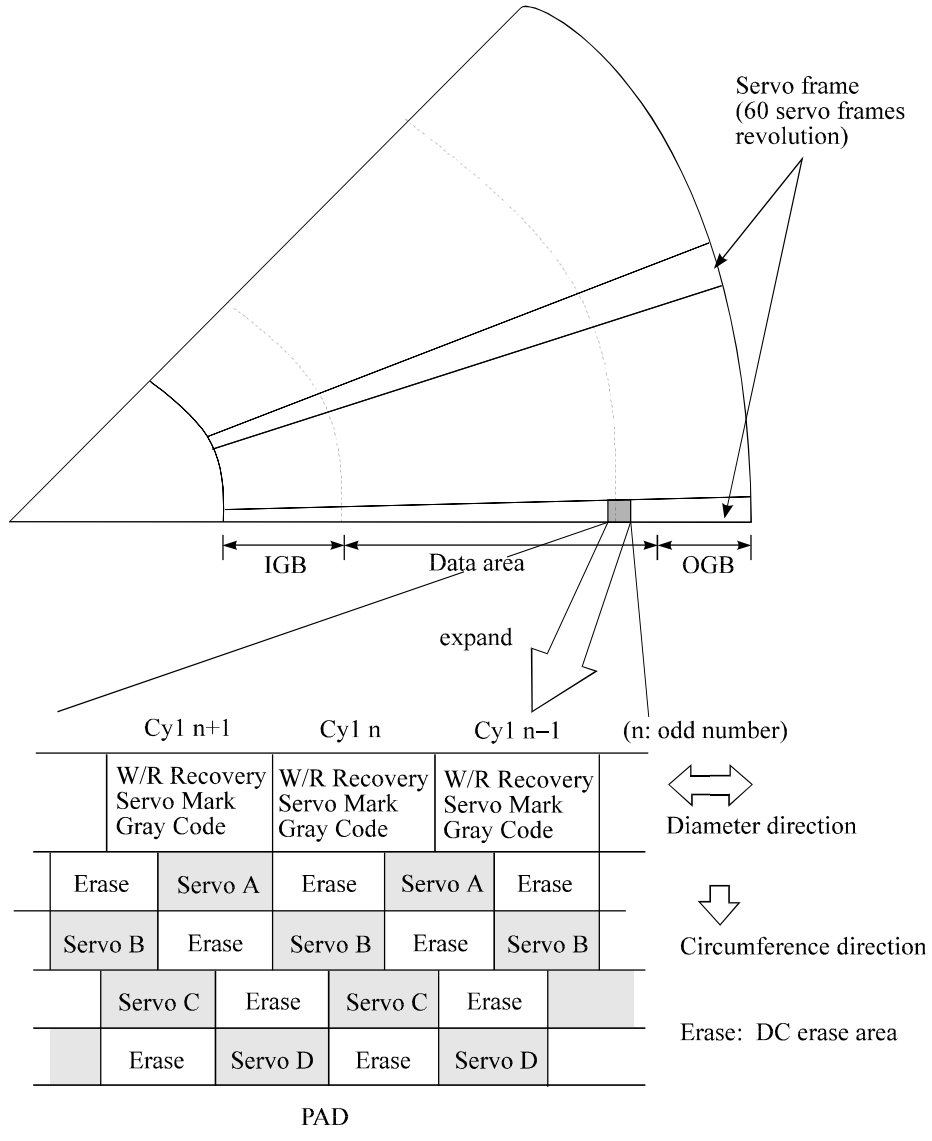 Servo frame
(60 servo frames
revolution)
IGB
Data area
OGB
expand
Cy1 n+1
Cy1 n
Cy1 n−1
(n: odd number)
W/R Recovery
Servo Mark
Gray Code
W/R Recovery
Servo Mark
Gray Code
W/R Recovery
Servo Mark
Gray Code
Diameter direction
Erase
Servo A
Erase
Servo A
Erase
Servo B
Erase
Servo B
Erase
Servo B
Circumference direction
Servo C
Erase
Servo C
Erase
Erase: DC erase area
Erase
Servo D
Erase
Servo D
PAD